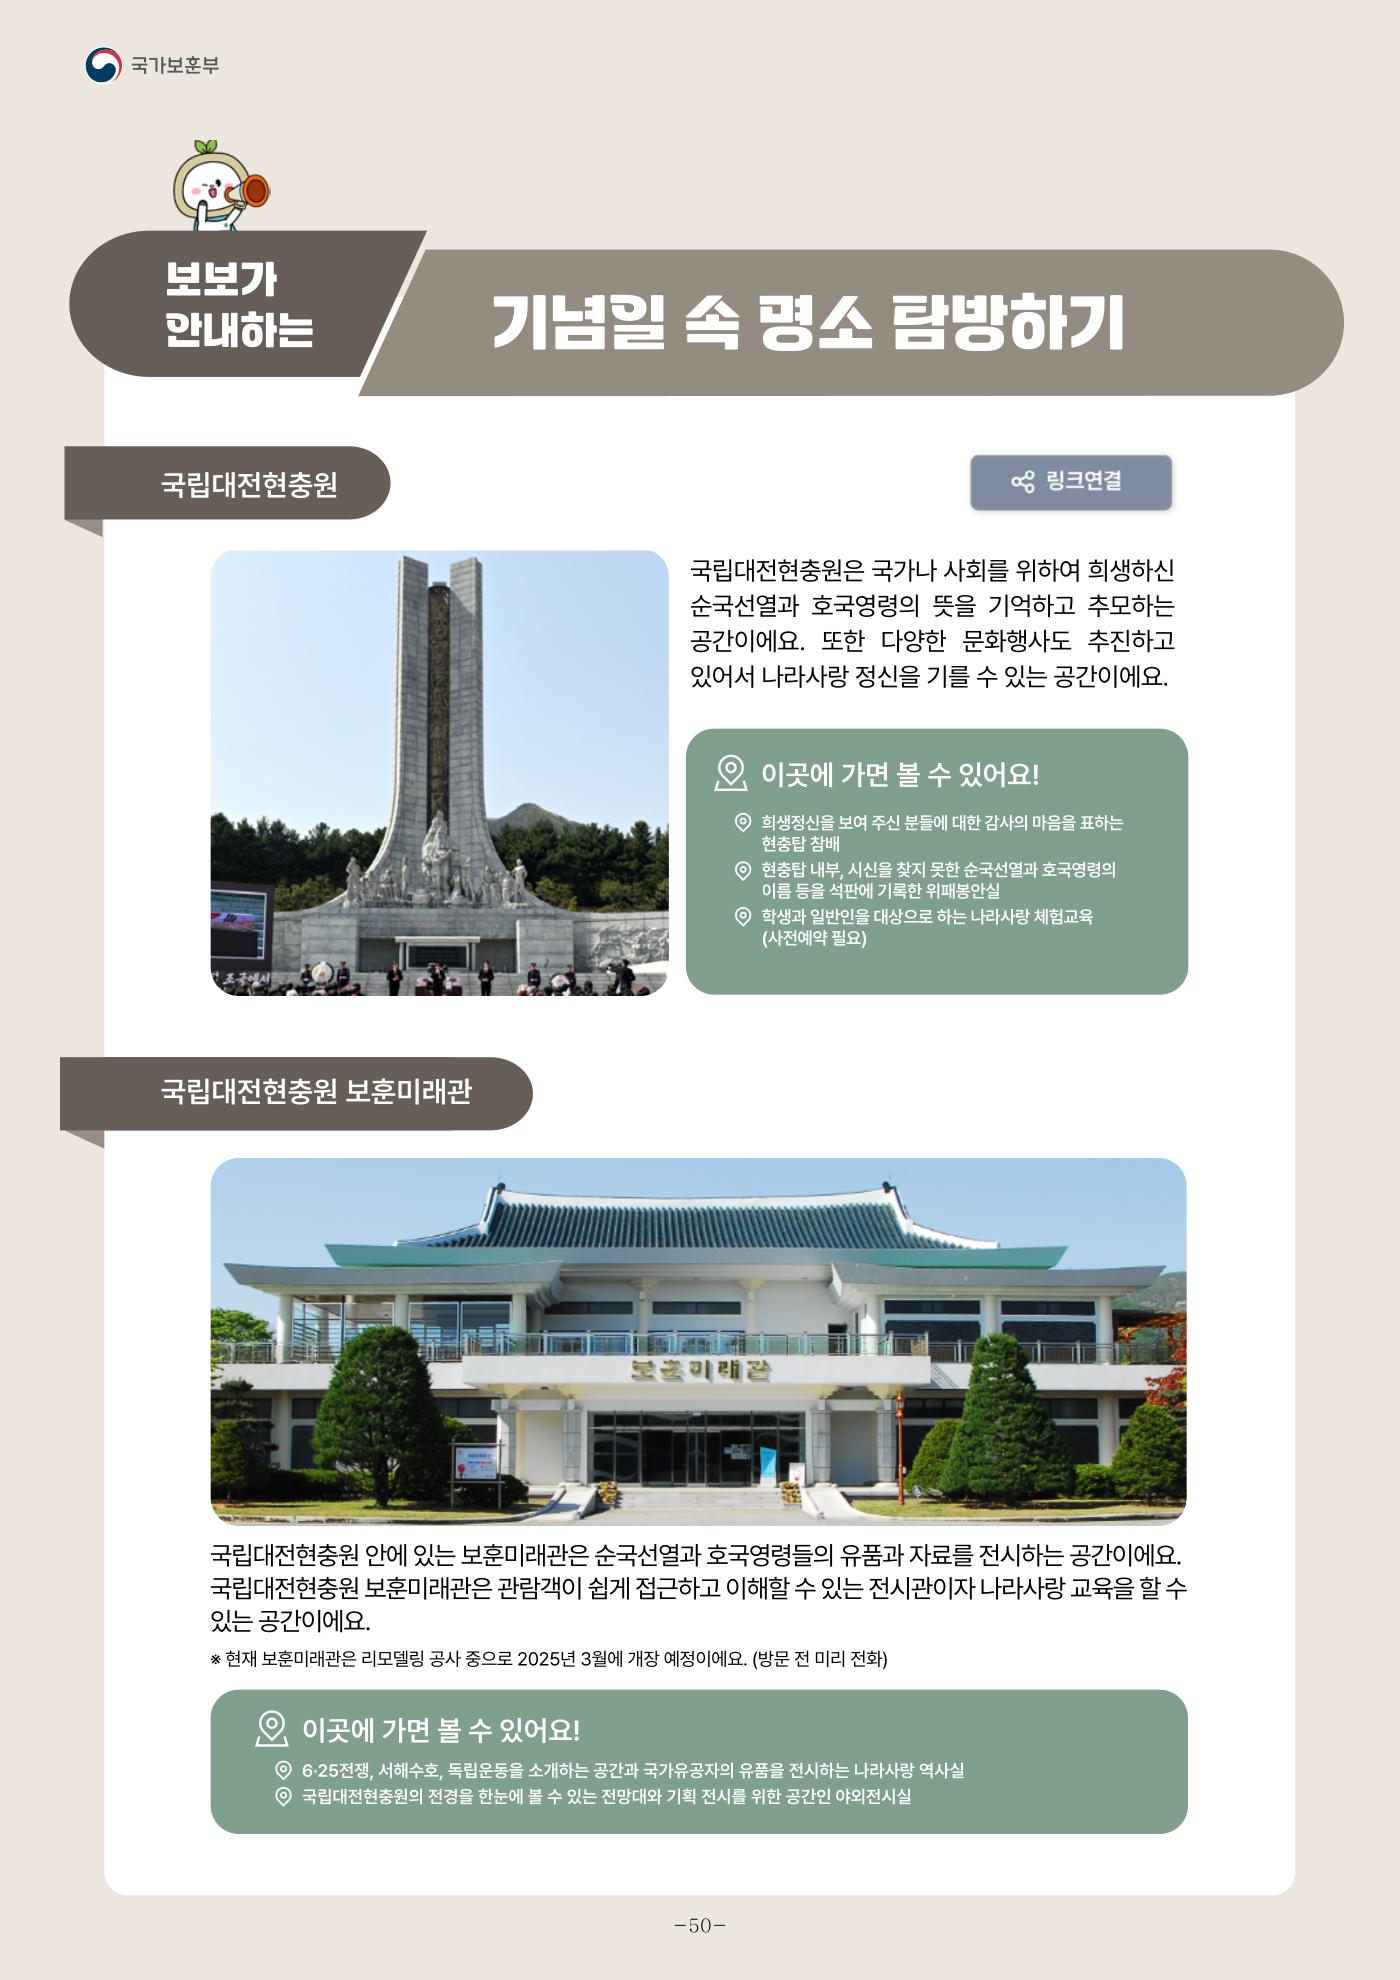 국가보훈부
보보가
안내하는
기념일 속 명소 탐방하기
국립대전현충원
링크연결
국립대전현충원은 국가나 사회를 위하여 희생하신
순국선열과 호국영령의 뜻을 기억하고 추모하는
공간이에요. 또한 다양한 문화행사도 추진하고
있어서 나라사랑 정신을 기를 수 있는 공간이에요.
이곳에 가면 볼 수 있어요!
희생정신을 보여 주신 분들에 대한 감사의 마음을 표하는
현충탑 참배
현충탑 내부, 시신을 찾지 못한 순국선열과 호국영령의
이름 등을 석판에 기록한 위패봉안실
학생과 일반인을 대상으로 하는 나라사랑 체험교육
(사전예약 필요)
조국에서
국립대전현충원 보훈미래관
보훈미래관
국립대전현충원 안에 있는 보훈미래관은 순국선열과 호국영령들의 유품과 자료를 전시하는 공간이에요.
국립대전현충원 보훈미래관은 관람객이 쉽게 접근하고 이해할 수 있는 전시관이자 나라사랑 교육을 할 수
있는 공간이에요.
※ 현재 보훈미래관은 리모델링 공사 중으로 2025년 3월에 개장 예정이에요. (방문 전 미리 전화)
이곳에 가면 볼 수 있어요!
6·25전쟁, 서해수호, 독립운동을 소개하는 공간과 국가유공자의 유품을 전시하는 나라사랑 역사실
국립대전현충원의 전경을 한눈에 볼 수 있는 전망대와 기획 전시를 위한 공간인 야외전시실
-50-